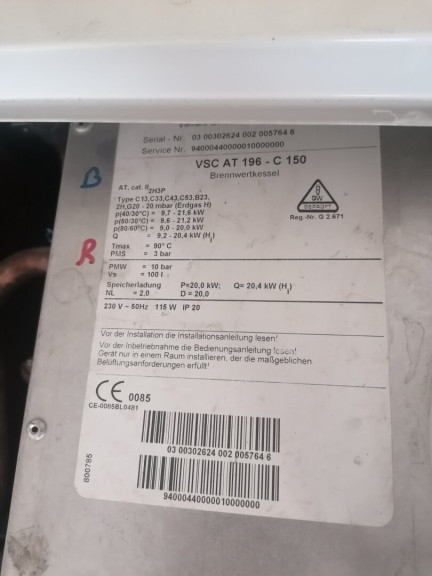 Serial - Nr. 03 00302624 002 005764 6
Service Nr. 94000440000010000000
VSC AT 196 - C 150
Brennwertkessel
B
AT, cat. II2H3P
Type C13,C33,C43,C53,B23,
2H,G20 - 20 mbar (Erdgas H)
p(40/30°C) = 9,7 - 21,6 kW
p(50/30°C) = 9,6 - 21,2 kW
p(80/60°C) = 9,0 - 20,0 kW
Q = 9,2 - 20,4 kW (Hi)
Tmax = 90° C
PMS = 3 bar
GW
Reg.-Nr. G 2.671
R
PMW = 10 bar
Vs = 100 l
Speicherladung P=20,0 kW; Q= 20,4 kW (Hi)
NL = 2,0 D = 20,0
230 V ~ 50Hz 115 W IP 20
Vor der Installation die Installationsanleitung lesen!
Vor der Inbetriebnahme die Bedienungsanleitung lesen!
Gerät nur in einem Raum installieren, der die maßgeblichen
Belüftungsanforderungen erfüllt!
CE 0085
CE-0085BL0481
03 00302624 002 005764 6
94000440000010000000
800785